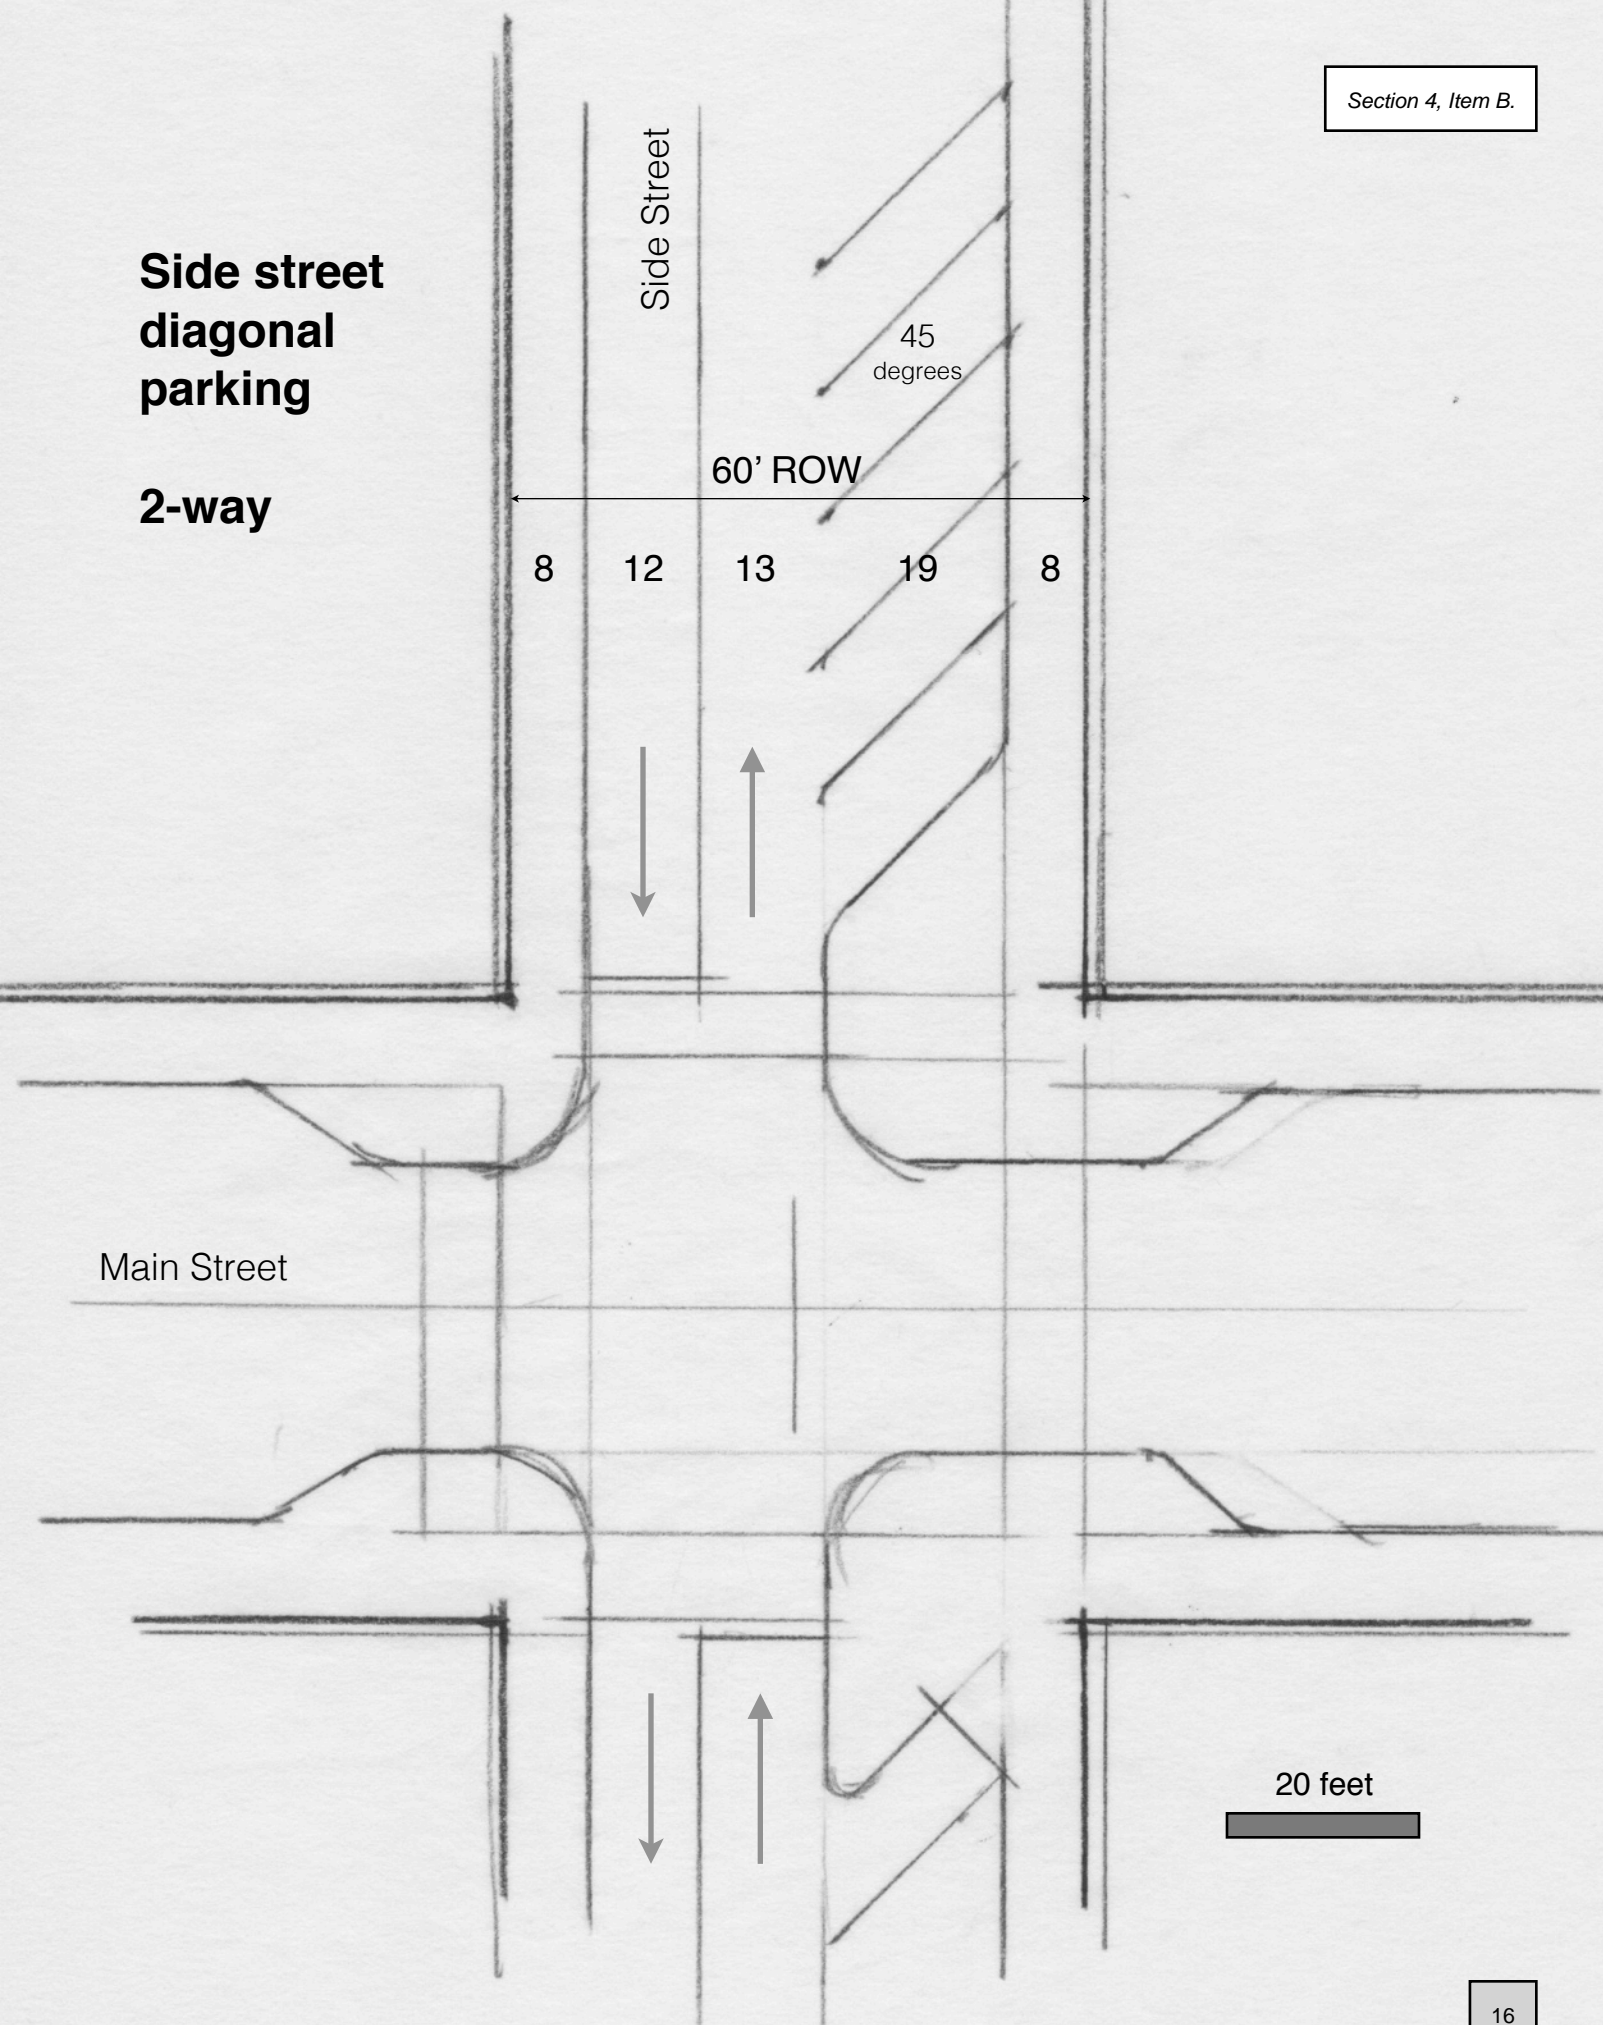 Section 4, Item B.
Side Street
Side street
diagonal
parking
2-way
45
degrees
60’ ROW
8 12 13 19 8
Main Street
20 feet
16